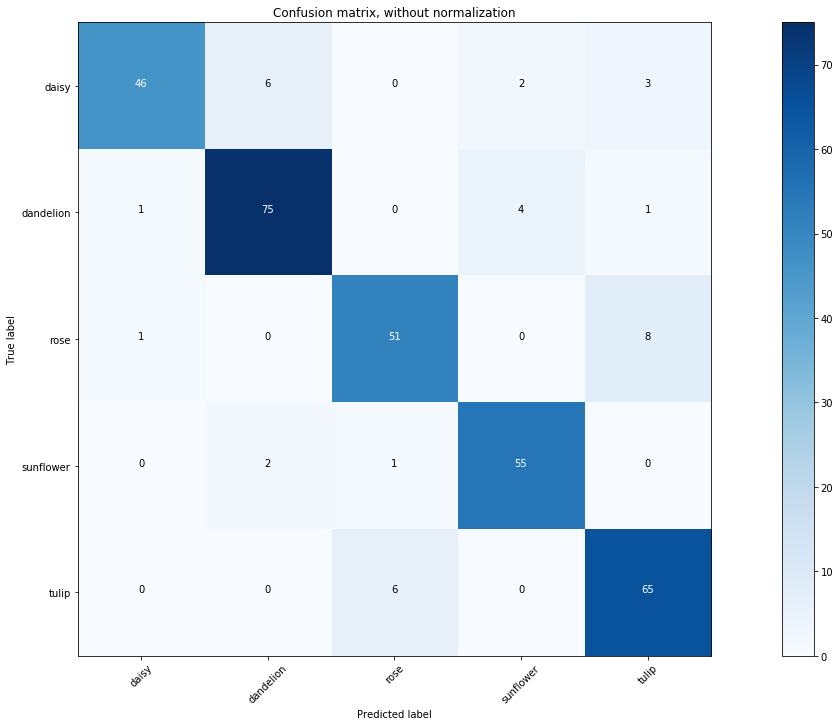 Confusion matrix, without normalization
daisy 46 6 0 2 3
dandelion 1 75 0 4 1
rose 1 0 51 0 8
sunflower 0 2 1 55 0
tulip 0 0 6 0 65
True label
daisy dandelion rose sunflower tulip
Predicted label
70
60
50
40
30
20
10
0